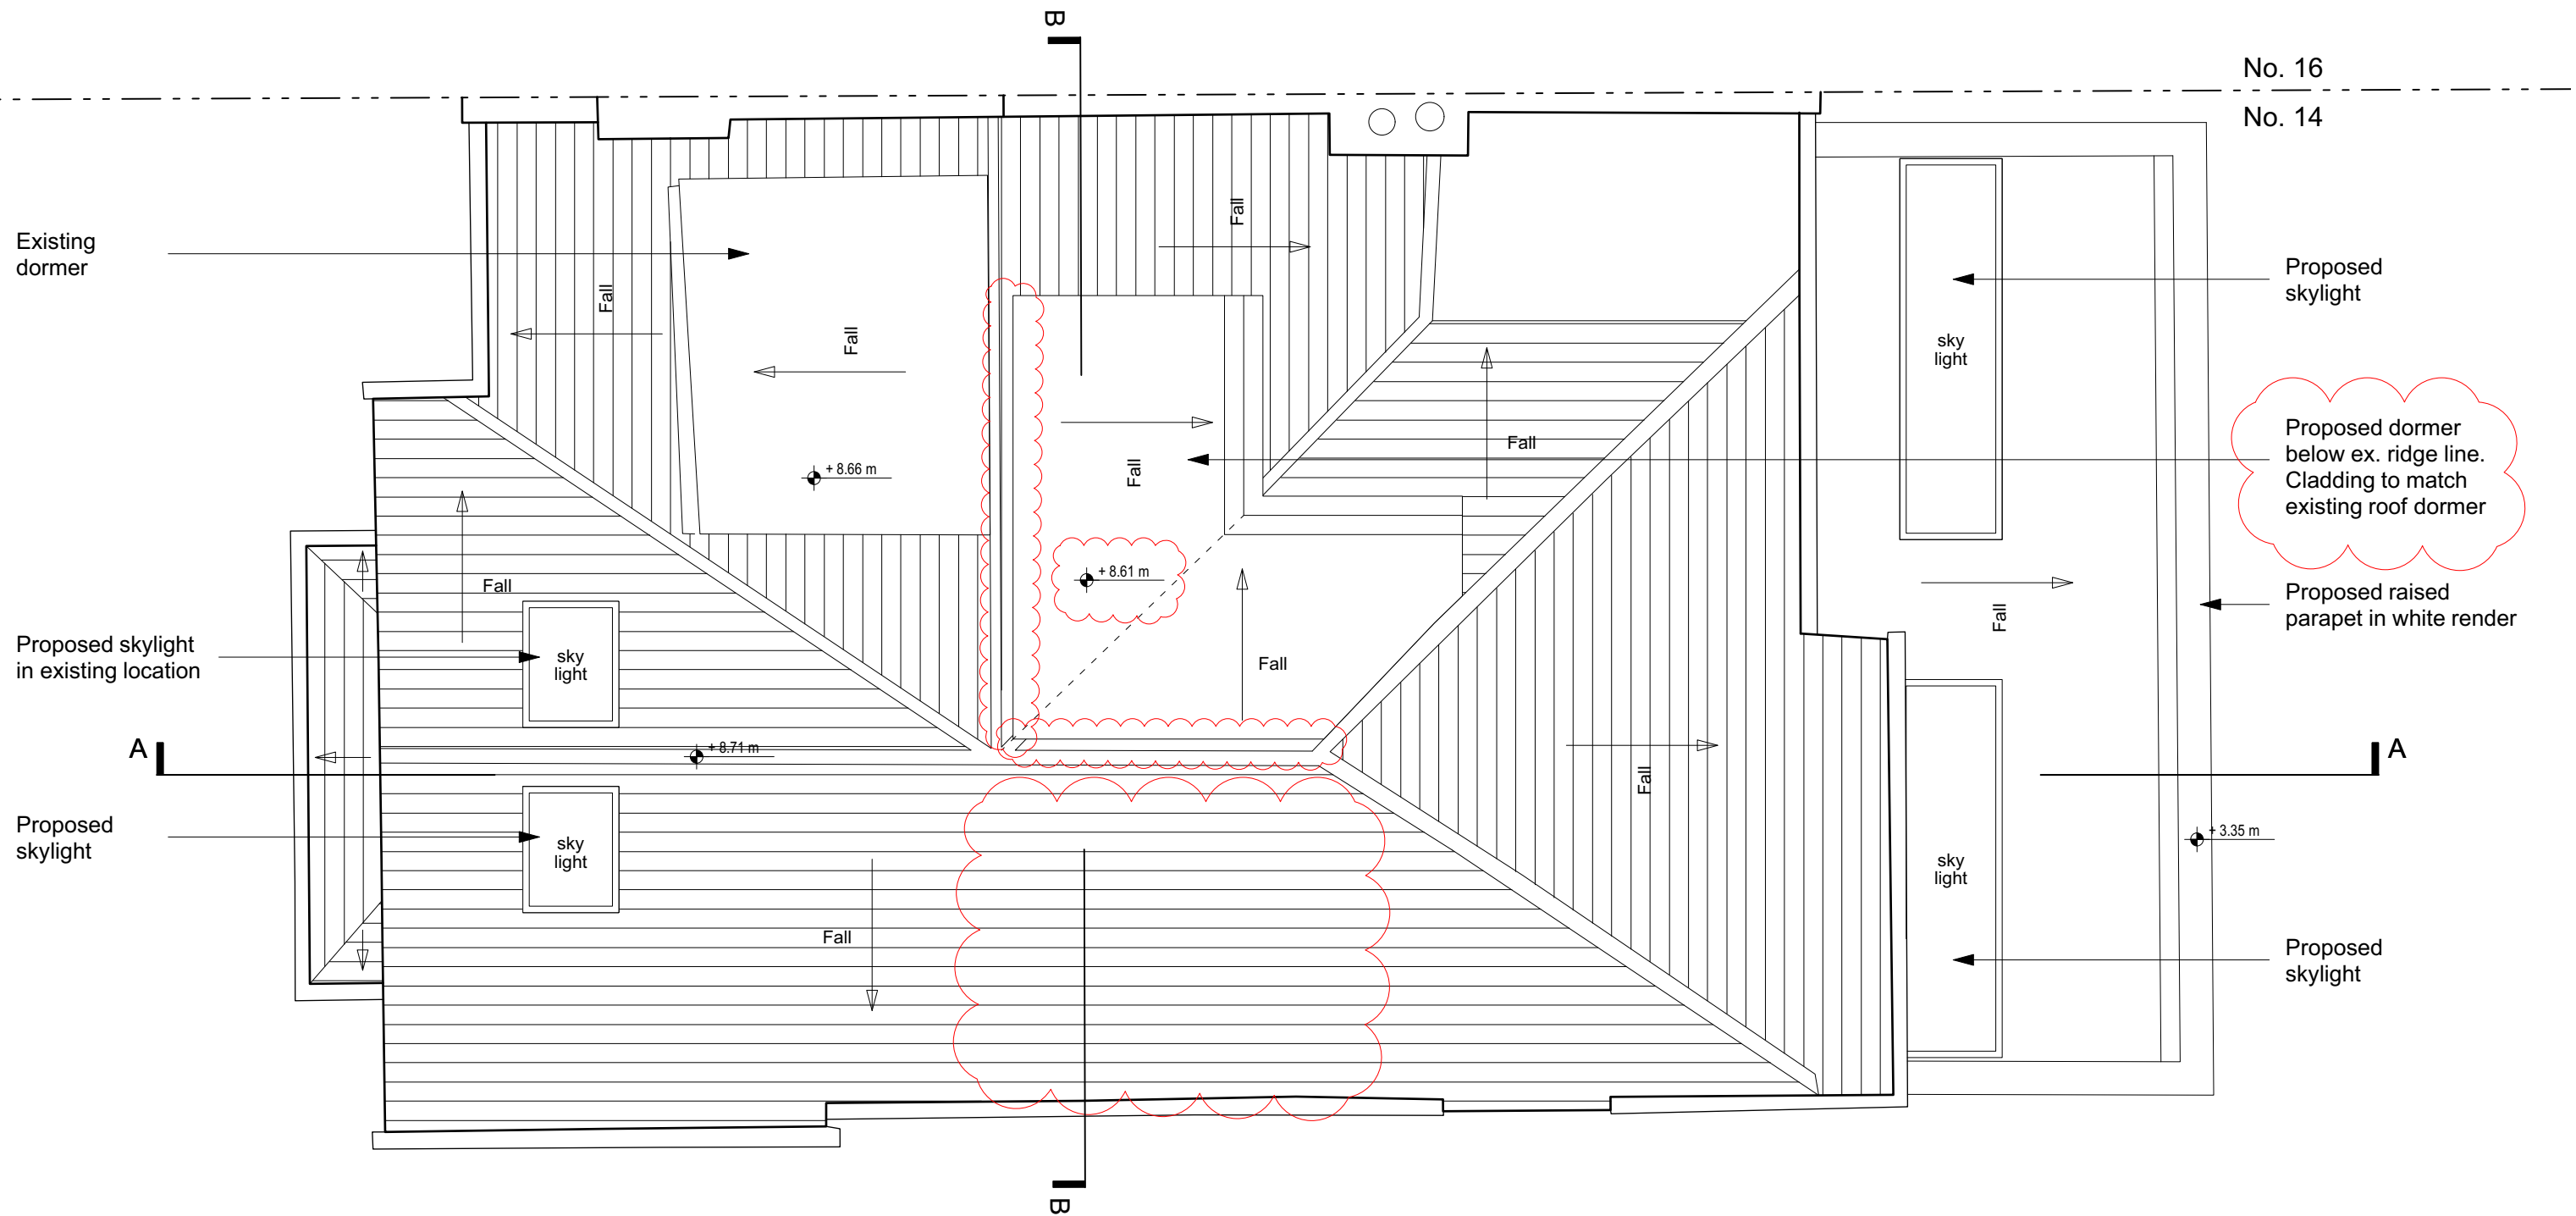 B
No. 16
No. 14
Existing
dormer
Fall
Fall
Fall
Proposed
skylight
sky
light
Fall
Fall
Proposed dormer
below ex. ridge line.
Cladding to match
existing roof dormer
+ 8.66 m
+ 8.61 m
Fall
Proposed skylight
in existing location
sky
light
Fall
Fall
Proposed raised
parapet in white render
A
+ 8.71 m
Fall
A
Proposed
skylight
sky
light
Fall
sky
light
+ 3.35 m
Proposed
skylight
B